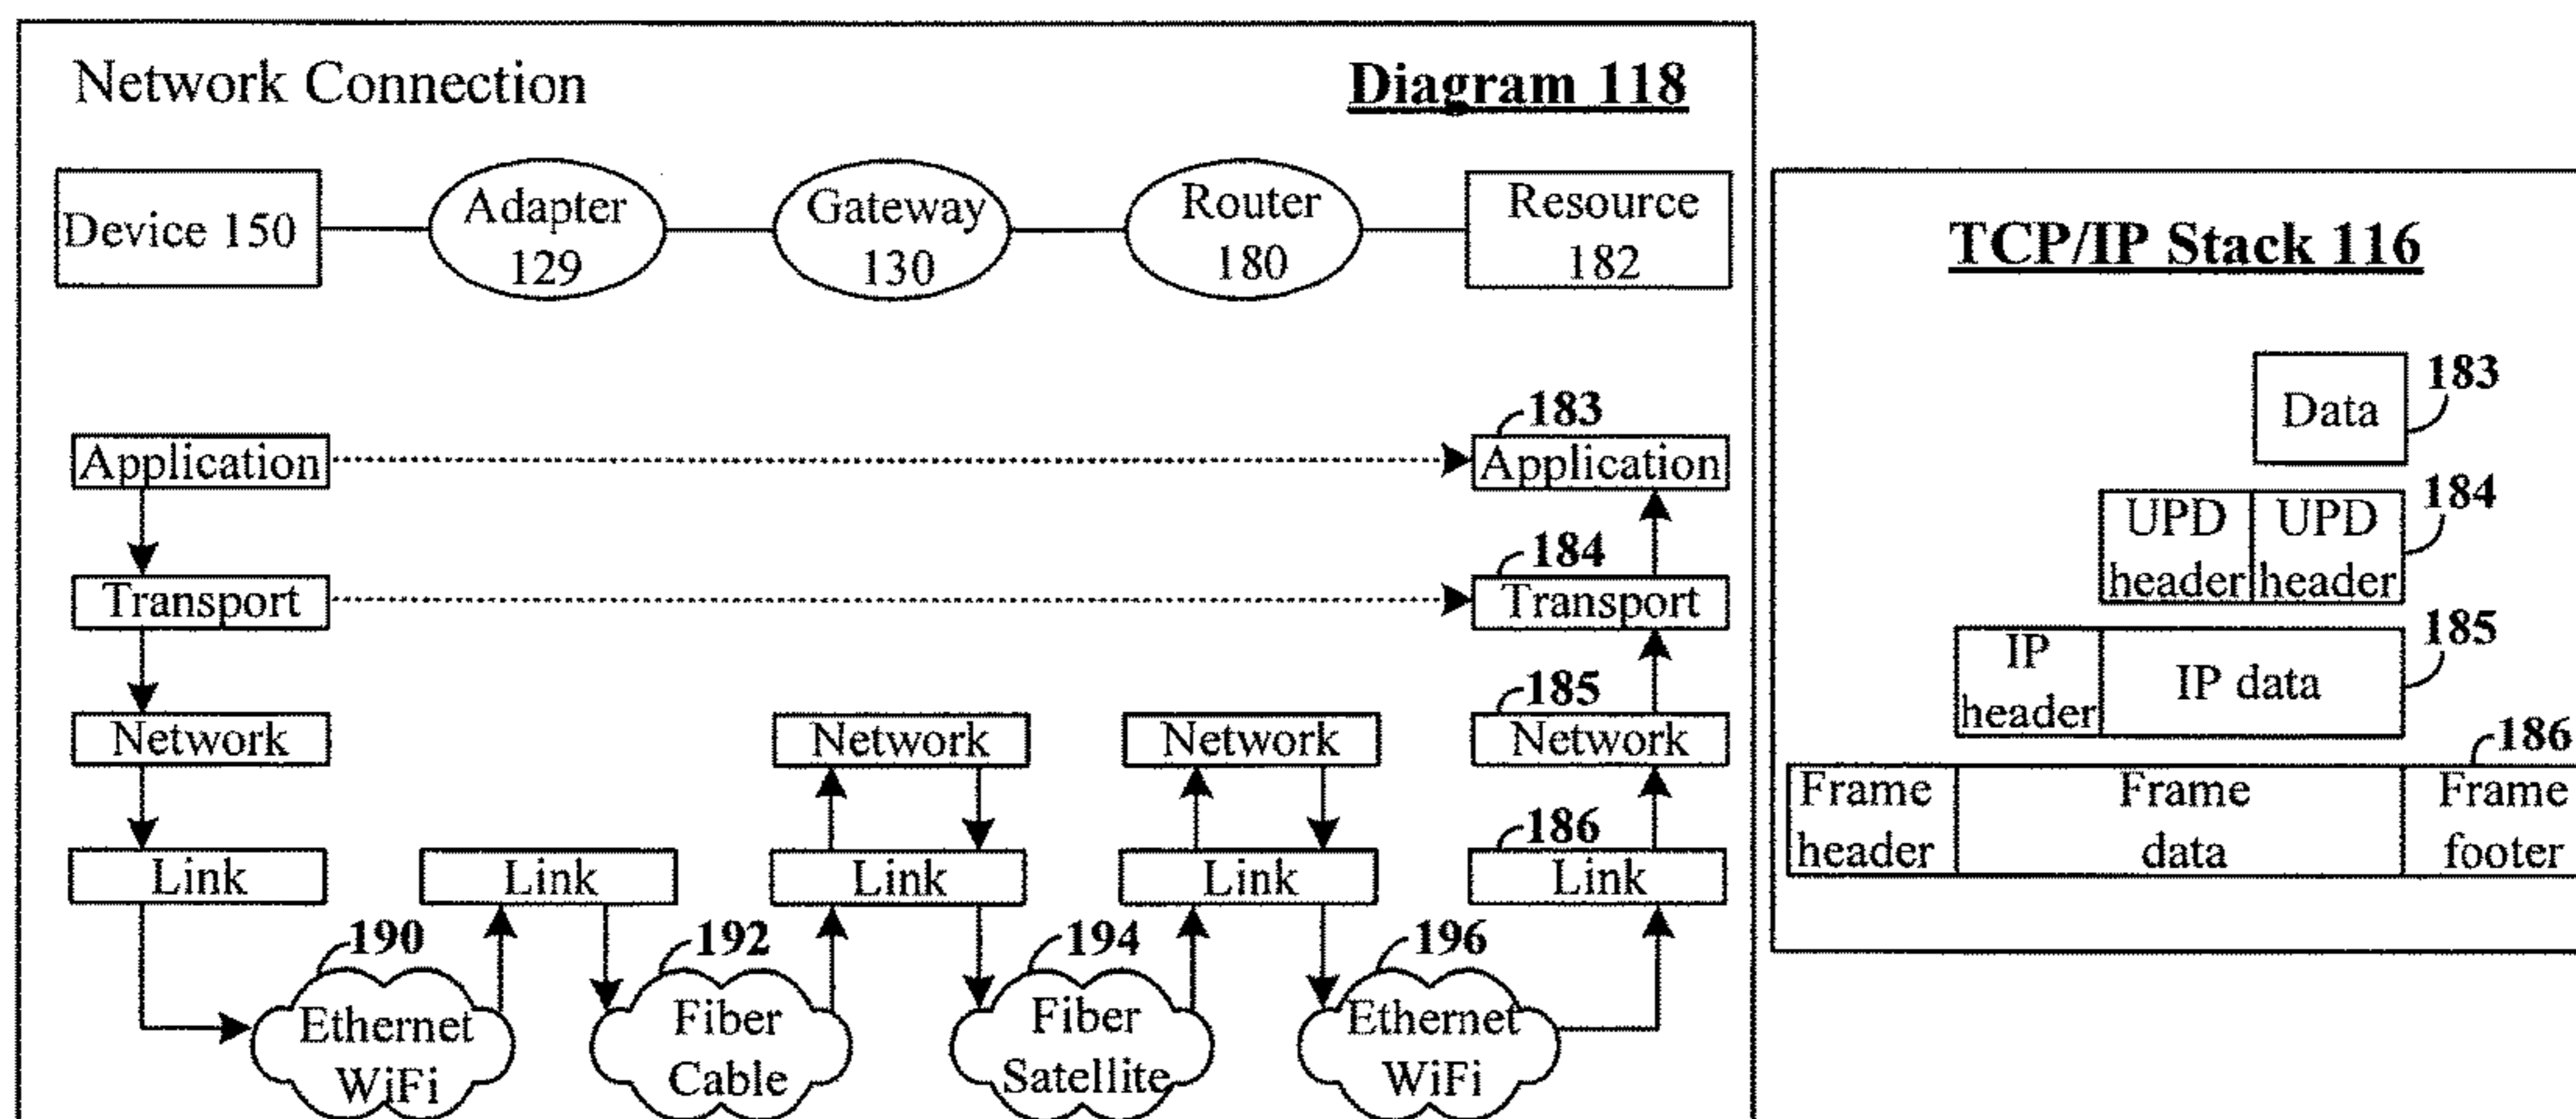 Network Connection
Diagram 118
Device 150
Adapter
129
Gateway
130
Router
180
Resource
182
183
Application
Application
184
Transport
Transport
185
Network
Network
Network
Network
186
Link
Link
Link
Link
Link
190
192
194
196
Ethernet
WiFi
Fiber
Cable
Fiber
Satellite
Ethernet
WiFi
TCP/IP Stack 116
183
Data
184
UPD
header
UPD
header
185
IP
header
IP data
186
Frame
header
Frame
data
Frame
footer